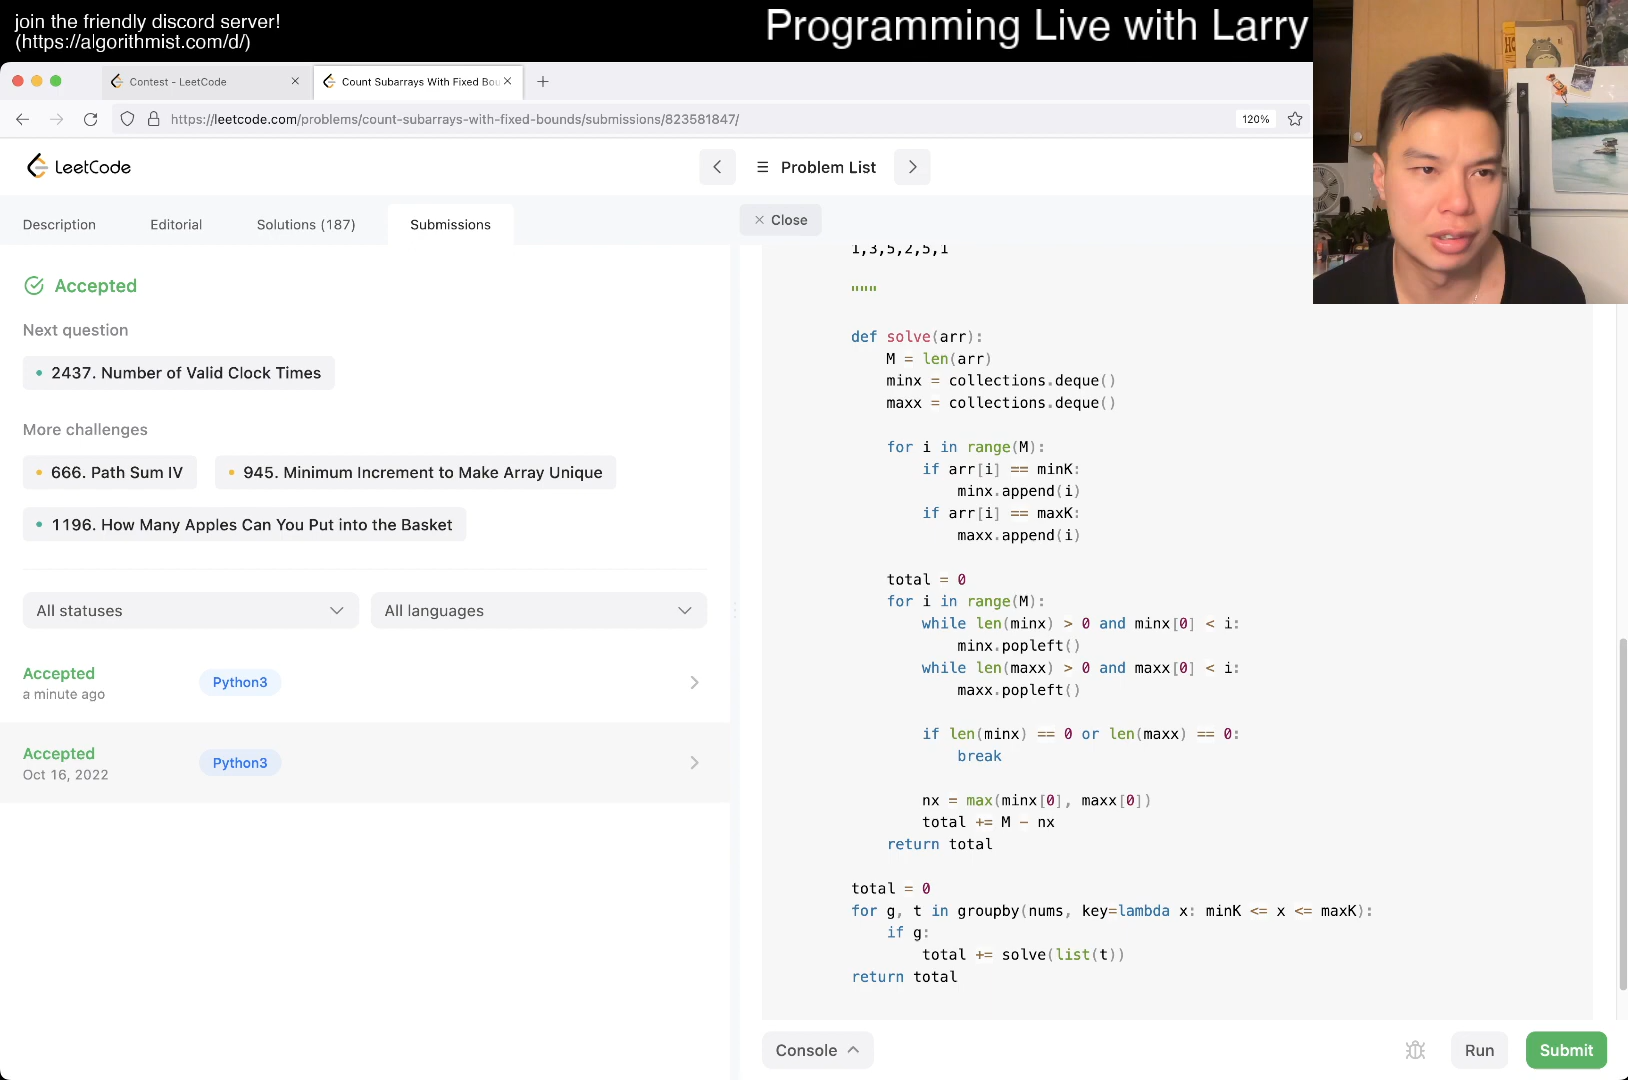 join the friendly discord server!
(https://algorithmist.com/d/)
Programming Live with Larry
Contest - LeetCode
Count Subarrays With Fixed Bou
https://leetcode.com/problems/count-subarrays-with-fixed-bounds/submissions/823581847/
120%
LeetCode
Problem List
Description
Editorial
Solutions (187)
Submissions
Close
Accepted
Next question
2437. Number of Valid Clock Times
More challenges
666. Path Sum IV
945. Minimum Increment to Make Array Unique
1196. How Many Apples Can You Put into the Basket
All statuses
All languages
Accepted
a minute ago
Python3
Accepted
Oct 16, 2022
Python3
1,3,5,2,5,1
"""
def solve(arr):
M = len(arr)
minx = collections.deque()
maxx = collections.deque()
for i in range(M):
if arr[i] == minK:
minx.append(i)
if arr[i] == maxK:
maxx.append(i)
total = 0
for i in range(M):
while len(minx) > 0 and minx[0] < i:
minx.popleft()
while len(maxx) > 0 and maxx[0] < i:
maxx.popleft()
if len(minx) == 0 or len(maxx) == 0:
break
nx = max(minx[0], maxx[0])
total += M - nx
return total
total = 0
for g, t in groupby(nums, key=lambda x: minK <= x <= maxK):
if g:
total += solve(list(t))
return total
Console
Run
Submit